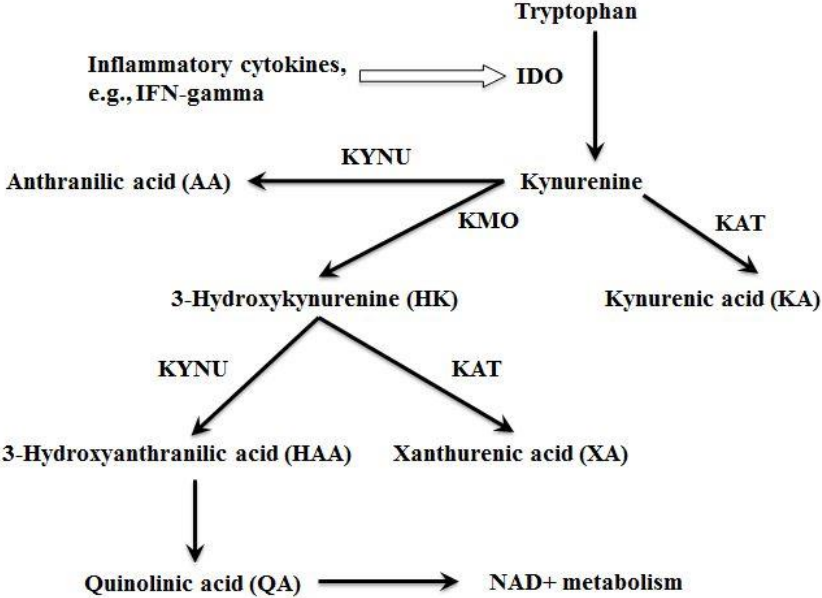 Tryptophan
Inflammatory cytokines,
e.g., IFN-gamma
IDO
KYNU
Anthranilic acid (AA)
Kynurenine
KMO
KAT
3-Hydroxykynurenine (HK)
Kynurenic acid (KA)
KYNU
KAT
3-Hydroxyanthranilic acid (HAA)
Xanthurenic acid (XA)
Quinolinic acid (QA)
NAD+ metabolism